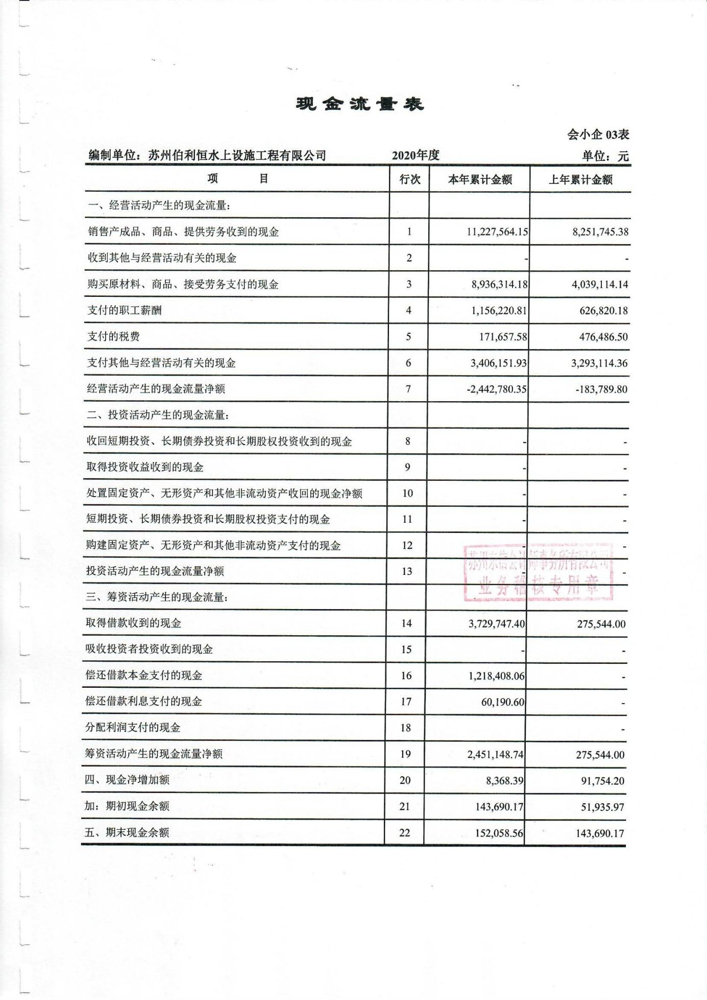 现金流量表
会小企 03表
编制单位：苏州伯利恒水上设施工程有限公司 2020年度 单位：元
项 目 行次 本年累计金额 上年累计金额
一、经营活动产生的现金流量：
销售产成品、商品、提供劳务收到的现金 1 11,227,564.15 8,251,745.38
收到其他与经营活动有关的现金 2 - -
购买原材料、商品、接受劳务支付的现金 3 8,936,314.18 4,039,114.14
支付的职工薪酬 4 1,156,220.81 626,820.18
支付的税费 5 171,657.58 476,486.50
支付其他与经营活动有关的现金 6 3,406,151.93 3,293,114.36
经营活动产生的现金流量净额 7 -2,442,780.35 -183,789.80
二、投资活动产生的现金流量：
收回短期投资、长期债券投资和长期股权投资收到的现金 8 - -
取得投资收益收到的现金 9 - -
处置固定资产、无形资产和其他非流动资产收回的现金净额 10 - -
短期投资、长期债券投资和长期股权投资支付的现金 11 - -
购建固定资产、无形资产和其他非流动资产支付的现金 12 - -
苏州东信会计师事务所有限公司
投资活动产生的现金流量净额 13 - -
业务稽核专用章
三、筹资活动产生的现金流量：
取得借款收到的现金 14 3,729,747.40 275,544.00
吸收投资者投资收到的现金 15 - -
偿还借款本金支付的现金 16 1,218,408.06 -
偿还借款利息支付的现金 17 60,190.60 -
分配利润支付的现金 18 -
筹资活动产生的现金流量净额 19 2,451,148.74 275,544.00
四、现金净增加额 20 8,368.39 91,754.20
加：期初现金余额 21 143,690.17 51,935.97
五、期末现金余额 22 152,058.56 143,690.17